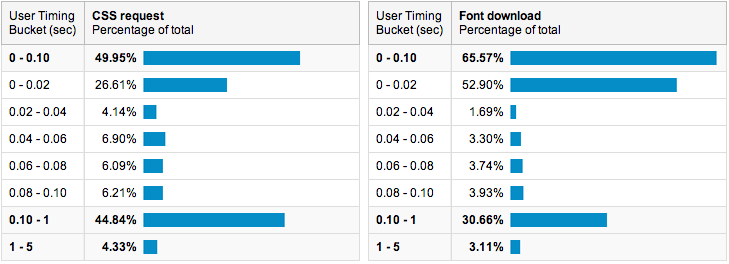 User Timing CSS request
Bucket (sec) Percentage of total
0 - 0.10 49.95%
0 - 0.02 26.61%
0.02 - 0.04 4.14%
0.04 - 0.06 6.90%
0.06 - 0.08 6.09%
0.08 - 0.10 6.21%
0.10 - 1 44.84%
1 - 5 4.33%
User Timing Font download
Bucket (sec) Percentage of total
0 - 0.10 65.57%
0 - 0.02 52.90%
0.02 - 0.04 1.69%
0.04 - 0.06 3.30%
0.06 - 0.08 3.74%
0.08 - 0.10 3.93%
0.10 - 1 30.66%
1 - 5 3.11%